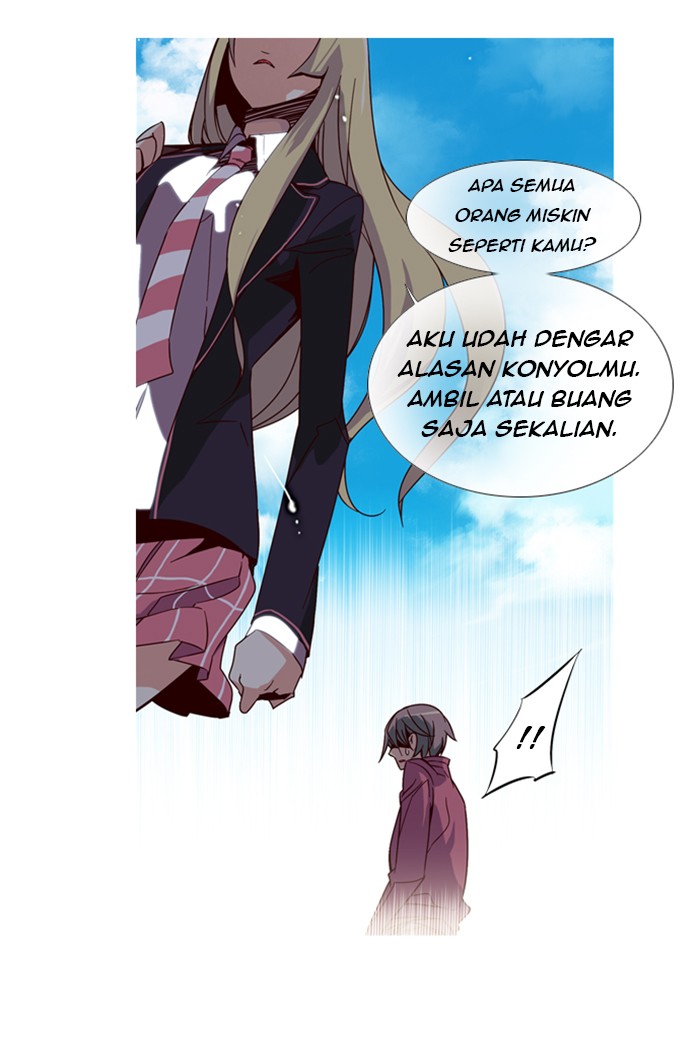 APA SEMUA
ORANG MISKIN
SEPERTI KAMU?
AKU UDAH DENGAR
ALASAN KONYOLMU.
AMBIL ATAU BUANG
SAJA SEKALIAN.
!!